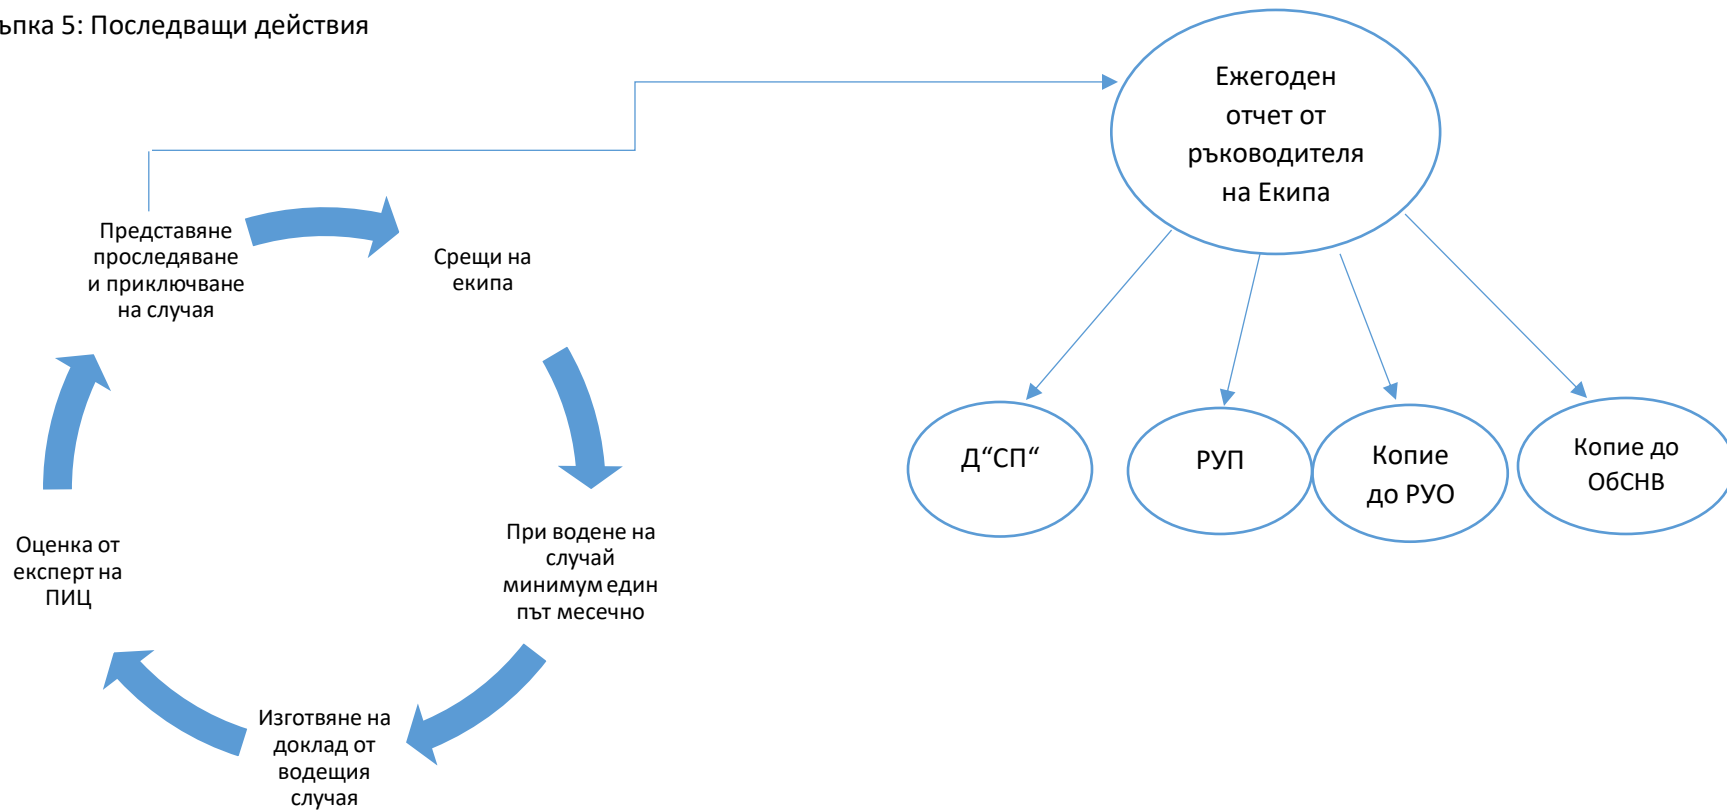 ъпка 5: Последващи действия
Ежегоден
отчет от
ръководителя
на Екипа
Представяне
проследяване
и приключване
на случая
Срещи на
екипа
При водене на
случай
минимум един
път месечно
Изготвяне на
доклад от
водещия
случая
Оценка от
експерт на
ПИЦ
Д“СП“
РУП
Копие
до РУО
Копие до
ОбСНВ